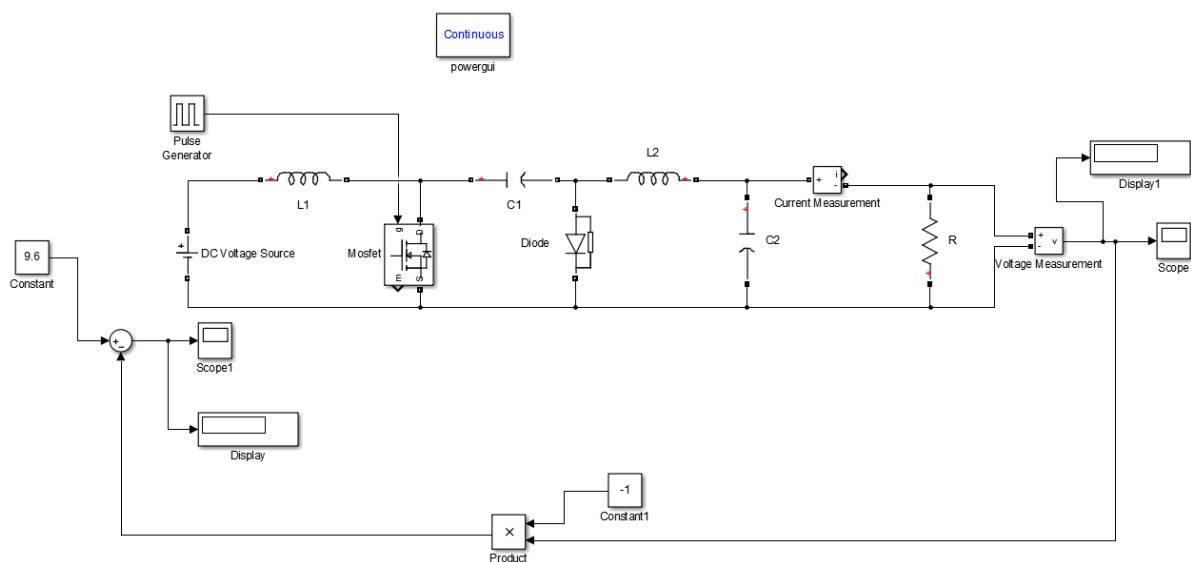 Continuous
powergui
Pulse
Generator
L1
C1
L2
i
+
-
Current Measurement
Display1
g
D
Mosfet
m
S
Diode
+
DC Voltage Source
C2
R
+
-
v
Voltage Measurement
Scope
9.6
Constant
+
-
Scope1
Display
-1
Constant1
×
Product